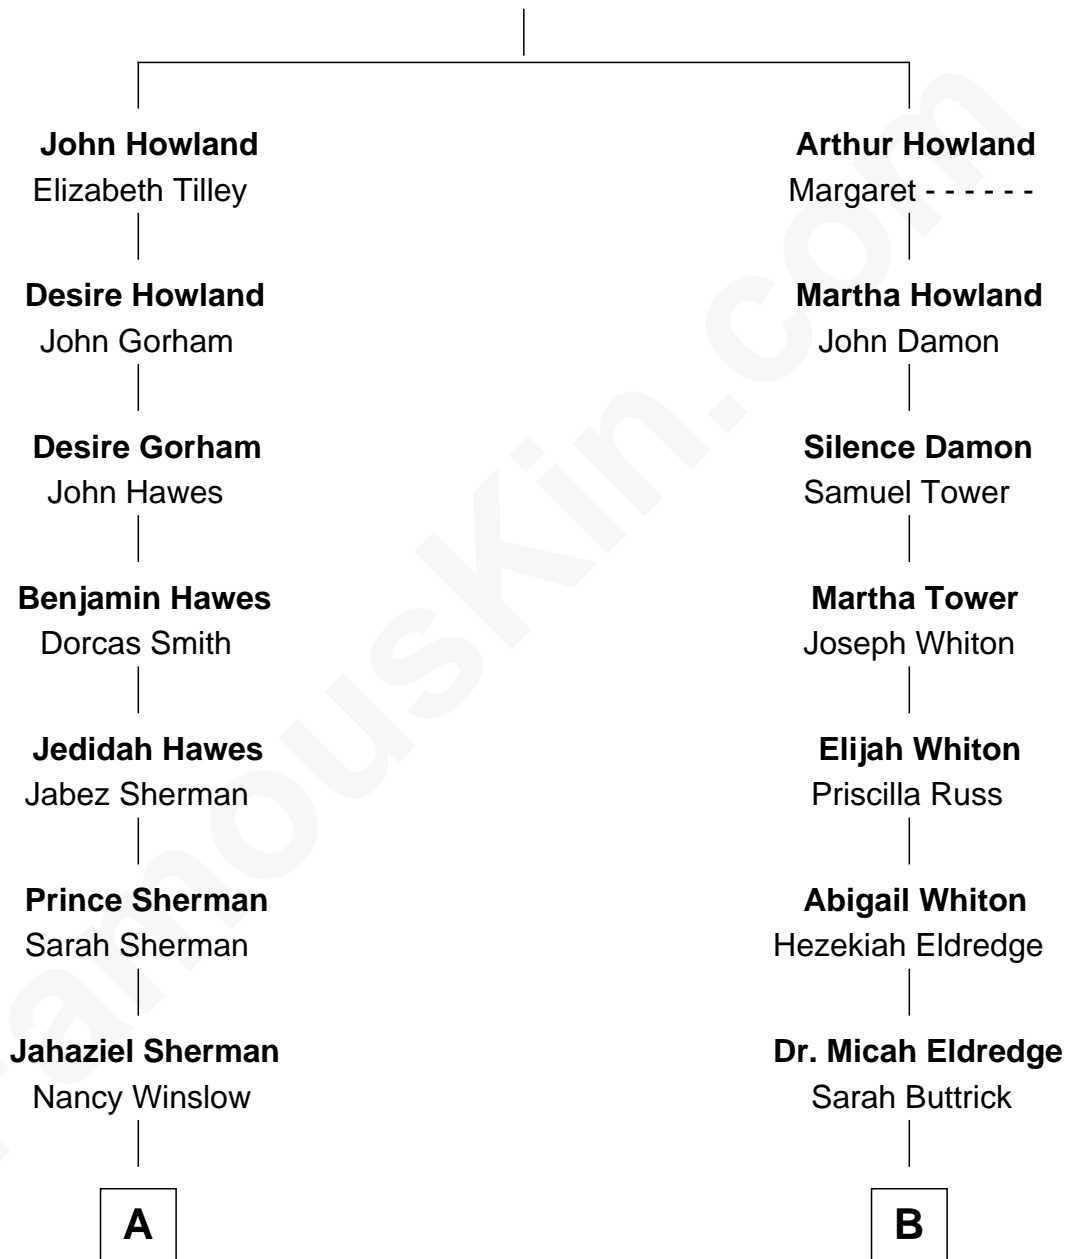 John Howland
Elizabeth Tilley
Desire Howland
John Gorham
Desire Gorham
John Hawes
Benjamin Hawes
Dorcas Smith
Jedidah Hawes
Jabez Sherman
Prince Sherman
Sarah Sherman
Jahaziel Sherman
Nancy Winslow
A
Arthur Howland
Margaret - - - - - -
Martha Howland
John Damon
Silence Damon
Samuel Tower
Martha Tower
Joseph Whiton
Elijah Whiton
Priscilla Russ
Abigail Whiton
Hezekiah Eldredge
Dr. Micah Eldredge
Sarah Buttrick
B
FamousKin.com